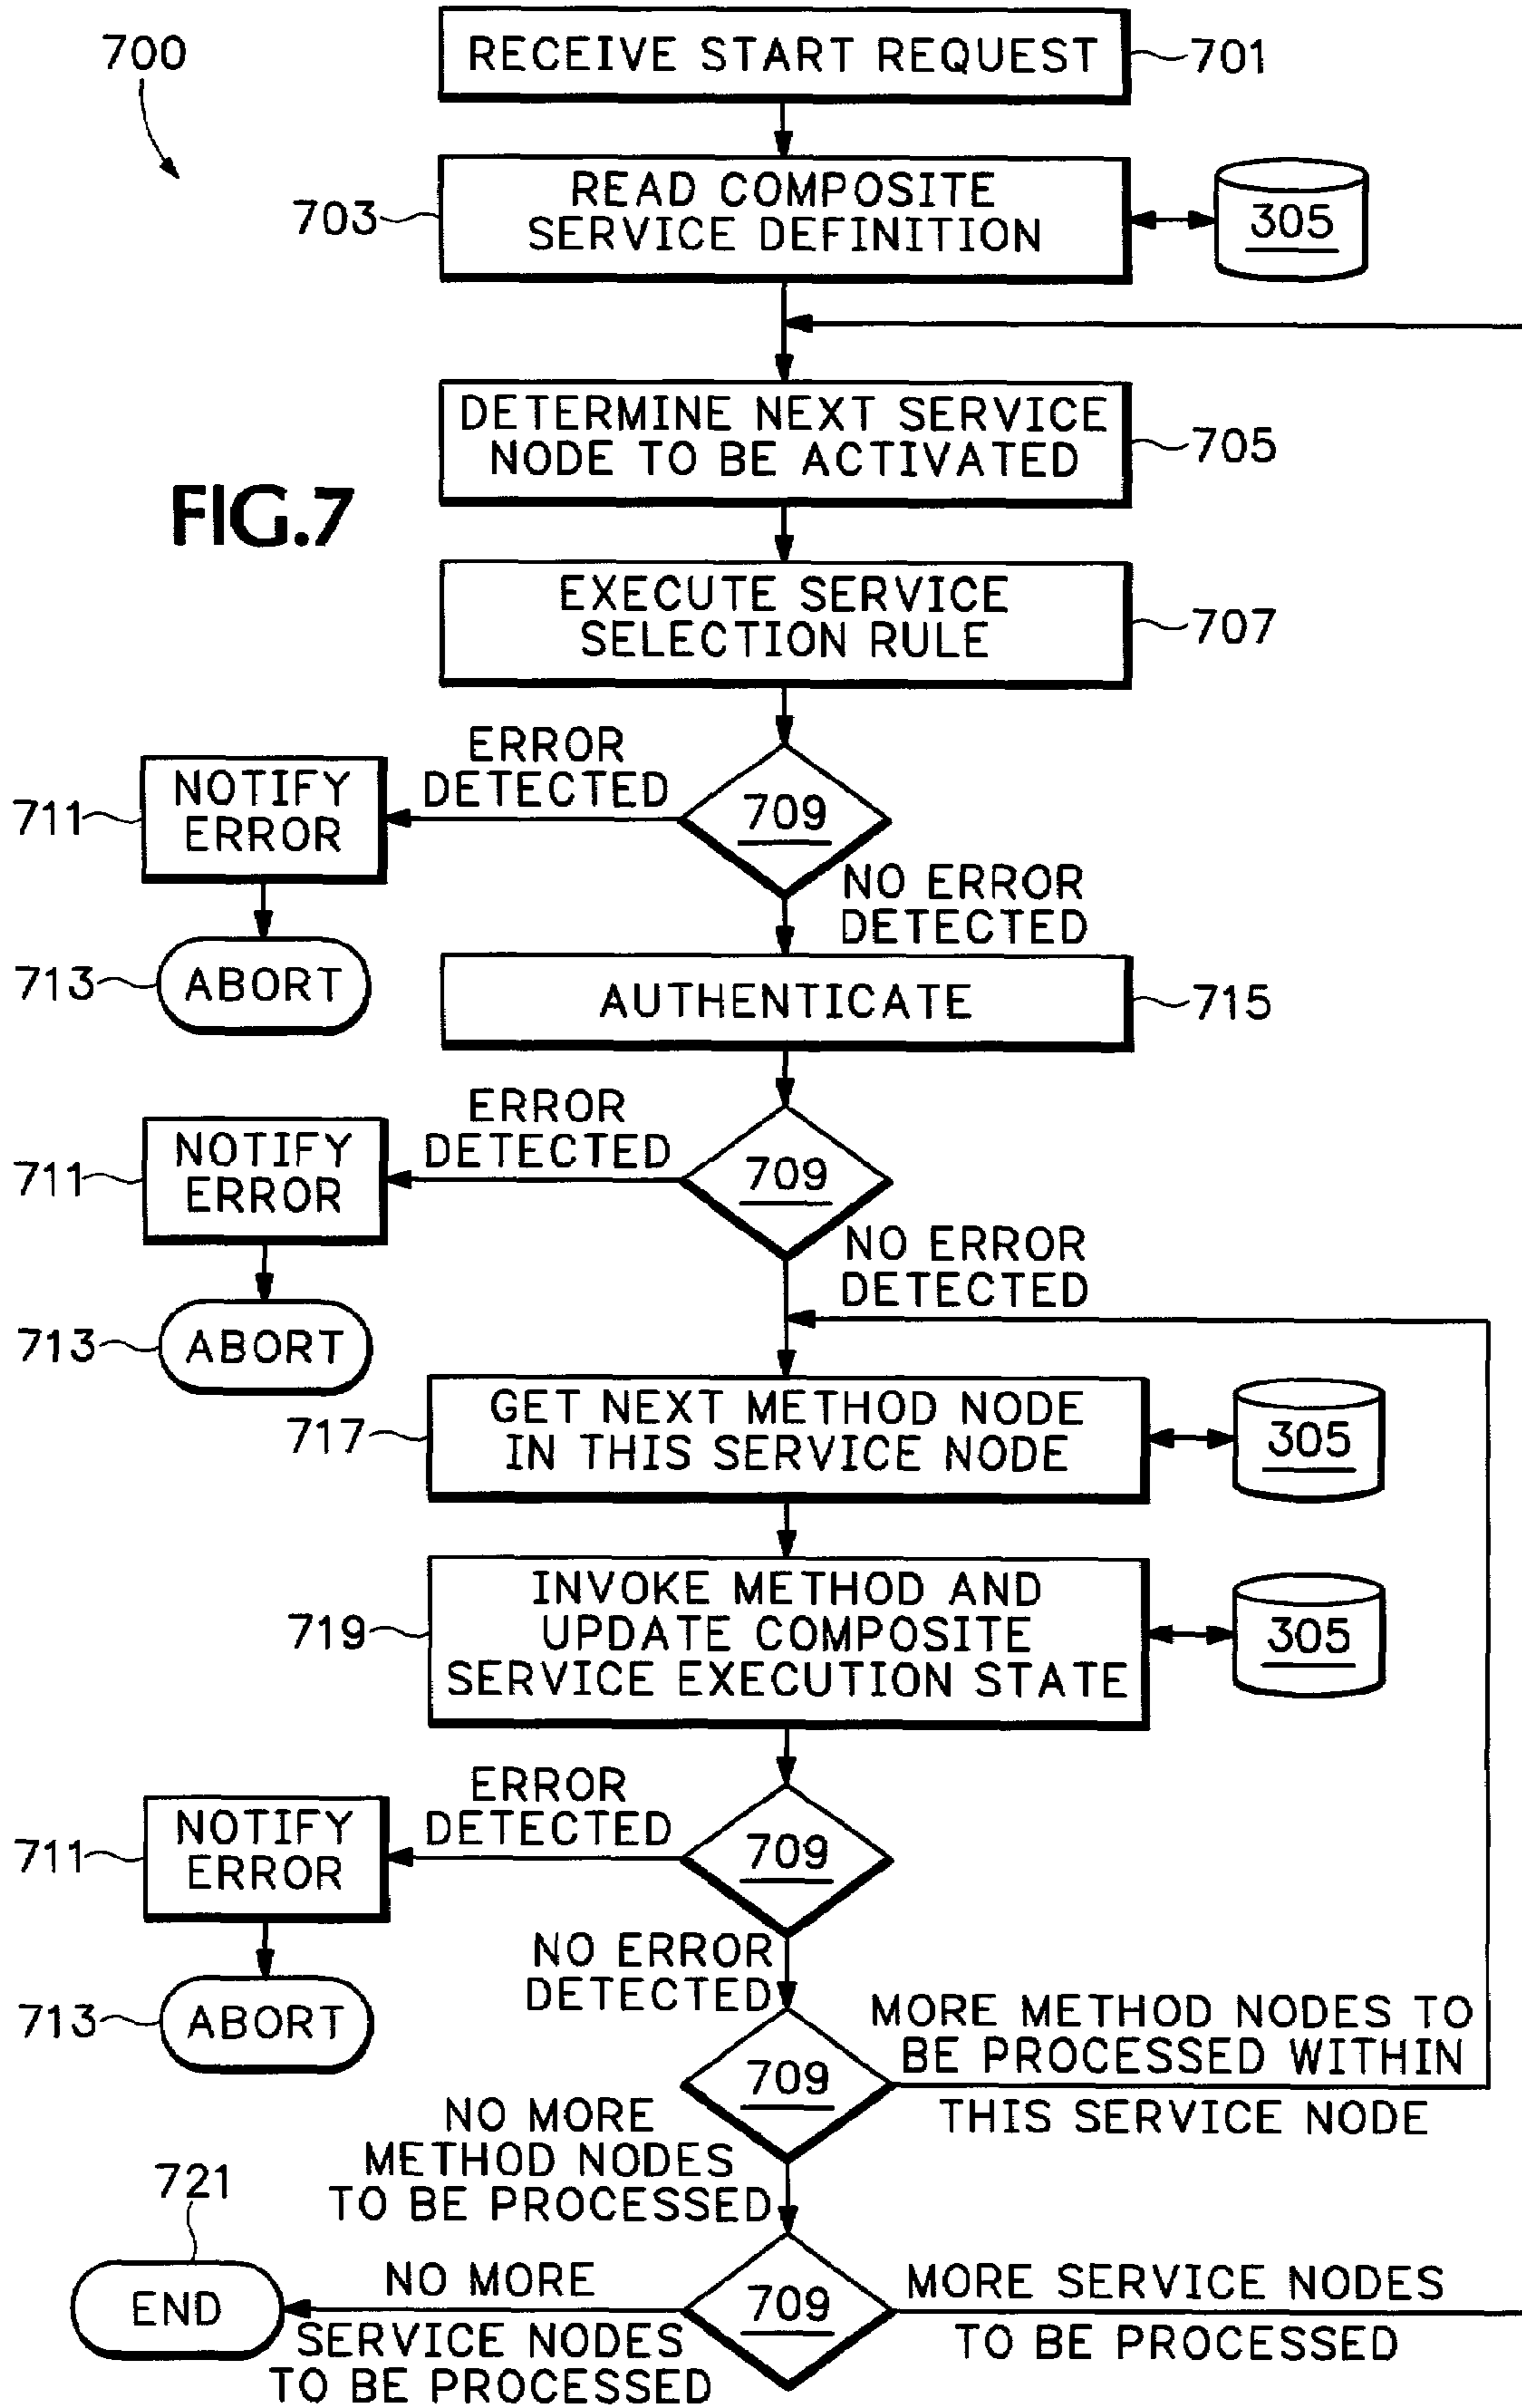 700
RECEIVE START REQUEST
701
READ COMPOSITE
SERVICE DEFINITION
703
305
DETERMINE NEXT SERVICE
NODE TO BE ACTIVATED
705
FIG.7
EXECUTE SERVICE
SELECTION RULE
707
ERROR
DETECTED
709
NOTIFY
ERROR
711
NO ERROR
DETECTED
ABORT
713
AUTHENTICATE
715
ERROR
DETECTED
709
NOTIFY
ERROR
711
NO ERROR
DETECTED
ABORT
713
GET NEXT METHOD NODE
IN THIS SERVICE NODE
717
305
INVOKE METHOD AND
UPDATE COMPOSITE
SERVICE EXECUTION STATE
719
305
ERROR
DETECTED
709
NOTIFY
ERROR
711
NO ERROR
DETECTED
ABORT
713
709
MORE METHOD NODES TO
BE PROCESSED WITHIN
THIS SERVICE NODE
NO MORE
METHOD NODES
TO BE PROCESSED
721
END
NO MORE
SERVICE NODES
TO BE PROCESSED
709
MORE SERVICE NODES
TO BE PROCESSED